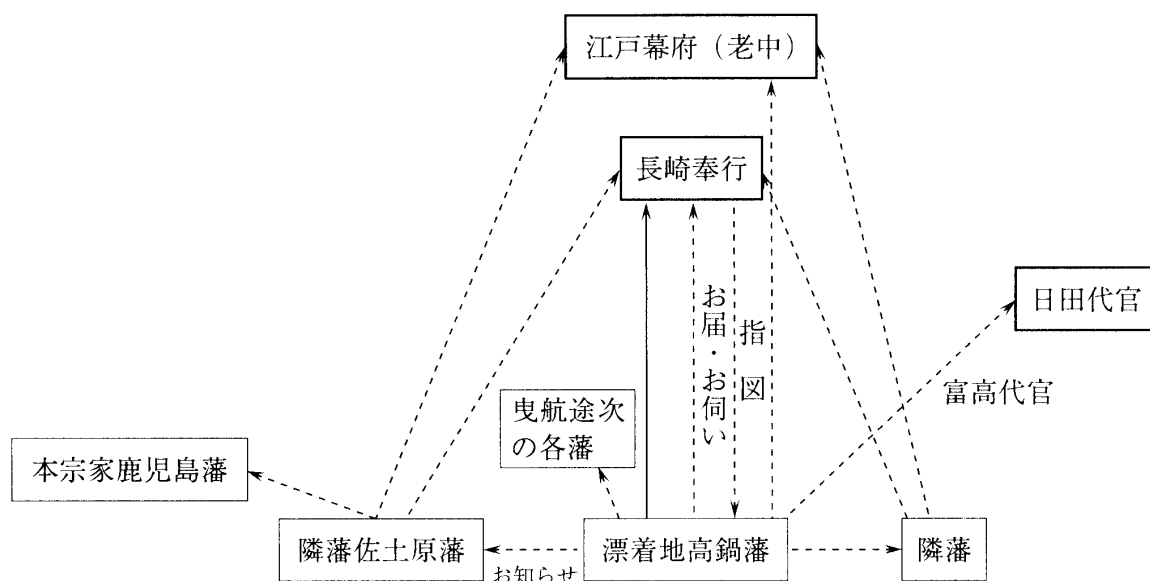 江戸幕府（老中）
長崎奉行
日田代官
お届・お伺い
指図
富高代官
曳航途次
の各藩
本宗家鹿児島藩
隣藩佐土原藩
お知らせ
漂着地高鍋藩
隣藩